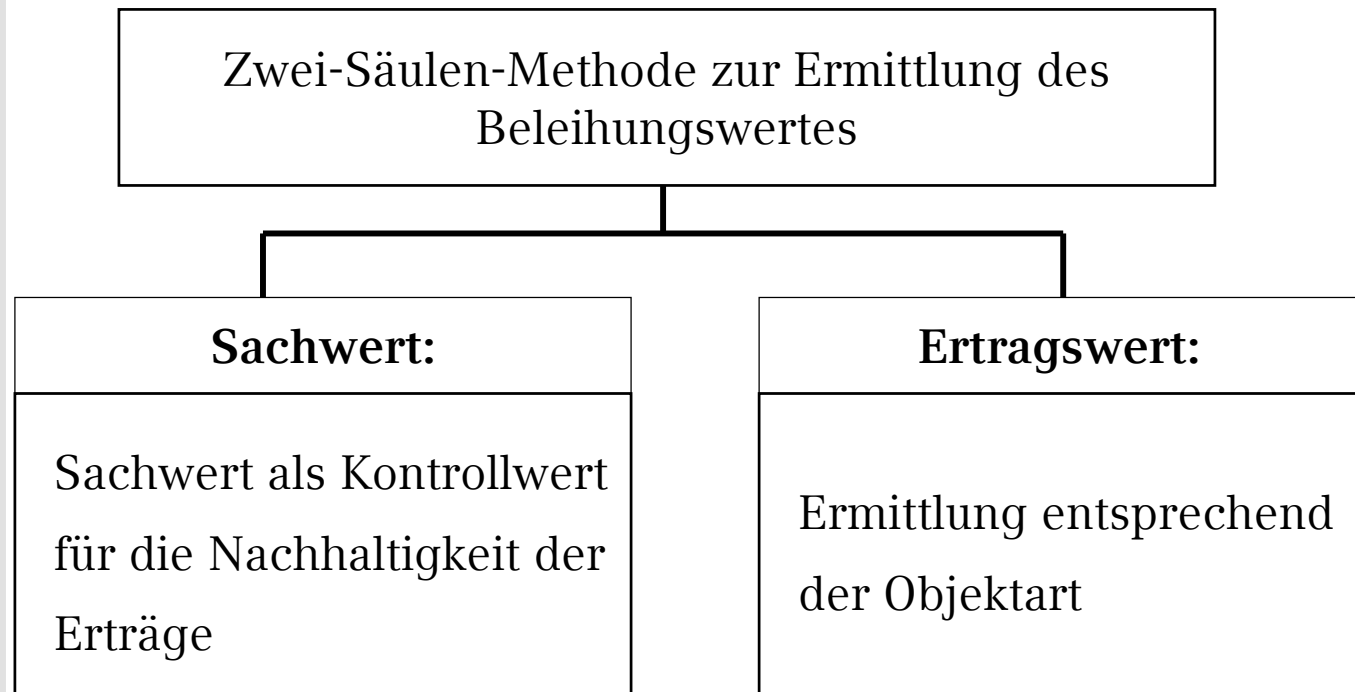 Zwei-Säulen-Methode zur Ermittlung des
Beleihungswertes
Sachwert:
Sachwert als Kontrollwert
für die Nachhaltigkeit der
Erträge
Ertragswert:
Ermittlung entsprechend
der Objektart